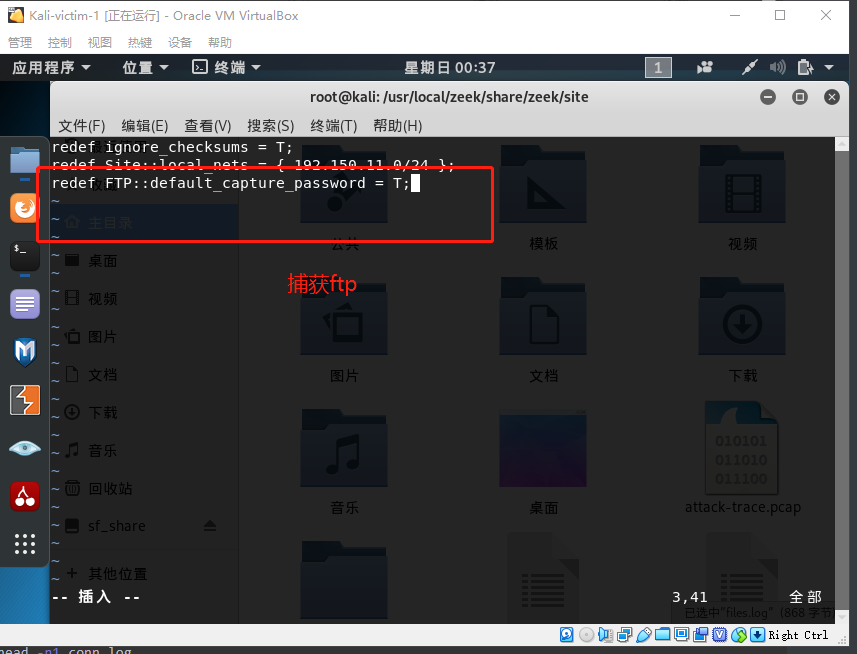 Kali-victim-1 [正在运行] - Oracle VM VirtualBox
管理 控制 视图 热键 设备 帮助
应用程序 位置 终端 星期日 00:37 1
root@kali: /usr/local/zeek/share/zeek/site
文件(F) 编辑(E) 查看(V) 搜索(S) 终端(T) 帮助(H)
redef ignore_checksums = T;
redef Site::local_nets = { 192.150.11.0/24 };
redef FTP::default_capture_password = T;
主目录
公共 模板 视频
桌面
捕获ftp
视频
图片
图片 文档 下载
文档
下载
音乐
010101
011010
011100
回收站
音乐 桌面 attack-trace.pcap
sf_share
其他位置
-- 插入 -- 3,41 全部
已选中"files.log" (868 字节)
Right Ctrl
head -n1 conn.log